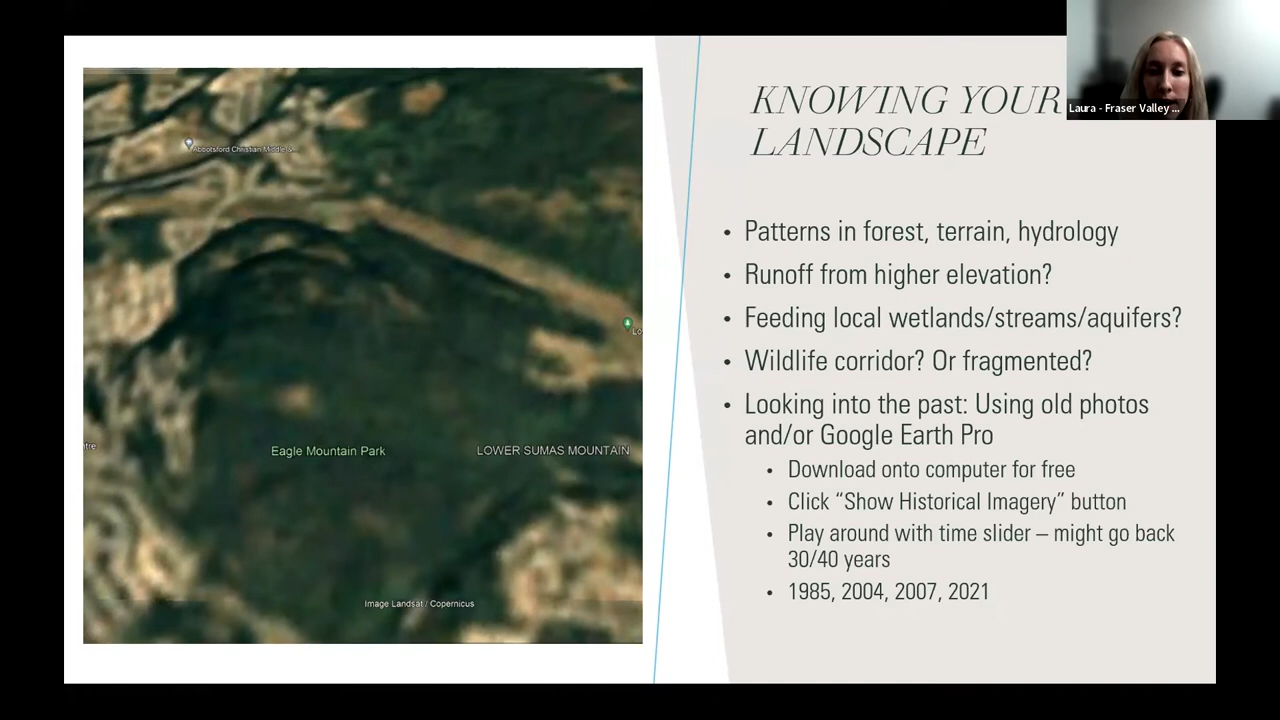 KNOWING YOUR
LANDSCAPE
Laura - Fraser Valley ...
Abbotsford Christian Middle &...
Lo
ntre
Eagle Mountain Park
LOWER SUMAS MOUNTAIN
Image Landsat / Copernicus
• Patterns in forest, terrain, hydrology
• Runoff from higher elevation?
• Feeding local wetlands/streams/aquifers?
• Wildlife corridor? Or fragmented?
• Looking into the past: Using old photos
and/or Google Earth Pro
• Download onto computer for free
• Click “Show Historical Imagery” button
• Play around with time slider – might go back
30/40 years
• 1985, 2004, 2007, 2021